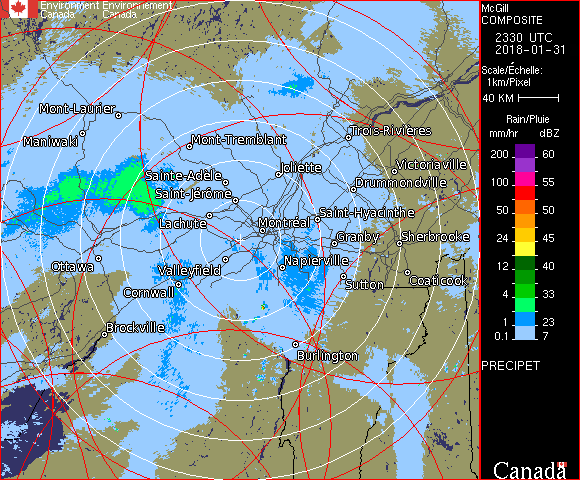 Environment Environnement
Canada Canada
McGill
COMPOSITE
2330 UTC
2018-01-31
Scale/Échelle:
1km/Pixel
40 KM
Rain/Pluie
mm/hr dBZ
200 60
100 55
50 50
24 45
12 40
4 33
1 23
0.1 7
PRECIPET
Canada
Mont-Laurier
Maniwaki
Mont-Tremblant
Trois-Rivières
Sainte-Adèle
Joliette
Victoriaville
Saint-Jérôme
Drummondville
Lachute
Montréal
Saint-Hyacinthe
Granby
Sherbrooke
Ottawa
Valleyfield
Napierville
Cornwall
Sutton
Coaticook
Brockville
Burlington